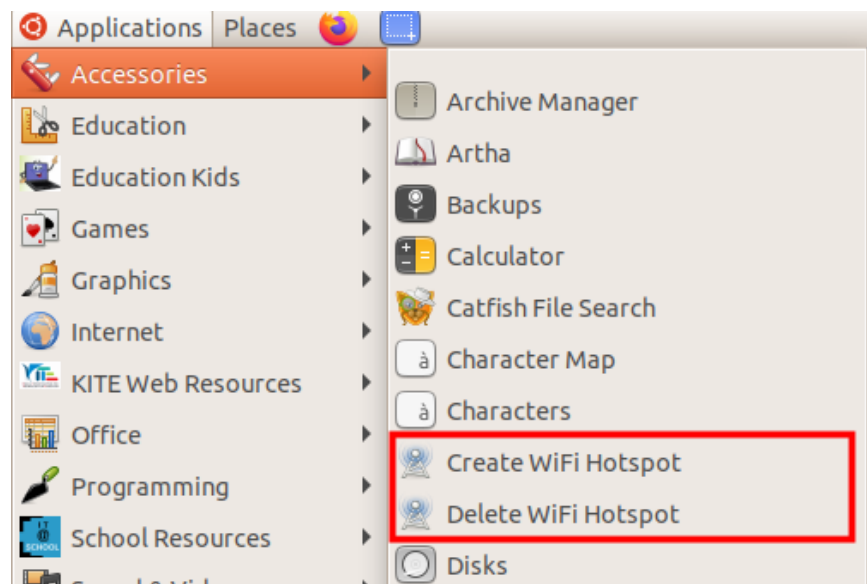 Applications Places
Accessories
Education
Education Kids
Games
Graphics
Internet
KITE Web Resources
Office
Programming
School Resources
Archive Manager
Artha
Backups
Calculator
Catfish File Search
à Character Map
à Characters
Create WiFi Hotspot
Delete WiFi Hotspot
Disks